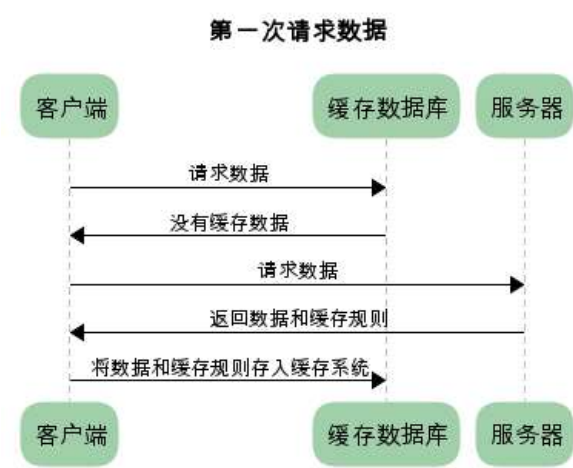 第一次请求数据
客户端 缓存数据库 服务器
请求数据
没有缓存数据
请求数据
返回数据和缓存规则
将数据和缓存规则存入缓存系统
客户端 缓存数据库 服务器